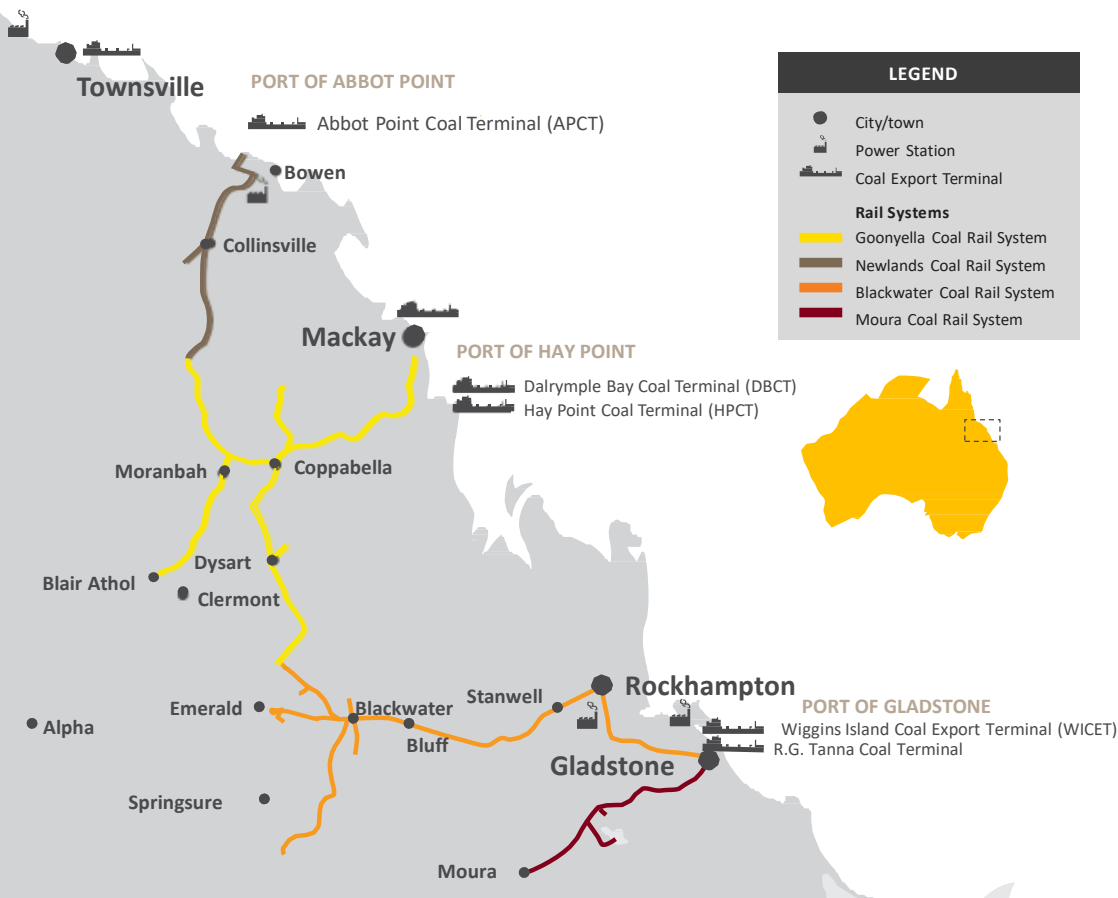 Townsville
PORT OF ABBOT POINT
Abbot Point Coal Terminal (APCT)
Bowen
Collinsville
Mackay
PORT OF HAY POINT
Dalrymple Bay Coal Terminal (DBCT)
Hay Point Coal Terminal (HPCT)
Moranbah
Coppabella
Dysart
Blair Athol
Clermont
Emerald
Blackwater
Stanwell
Rockhampton
Alpha
Bluff
PORT OF GLADSTONE
Wiggins Island Coal Export Terminal (WICET)
R.G. Tanna Coal Terminal
Gladstone
Springsure
Moura
LEGEND
City/town
Power Station
Coal Export Terminal
Rail Systems
Goonyella Coal Rail System
Newlands Coal Rail System
Blackwater Coal Rail System
Moura Coal Rail System